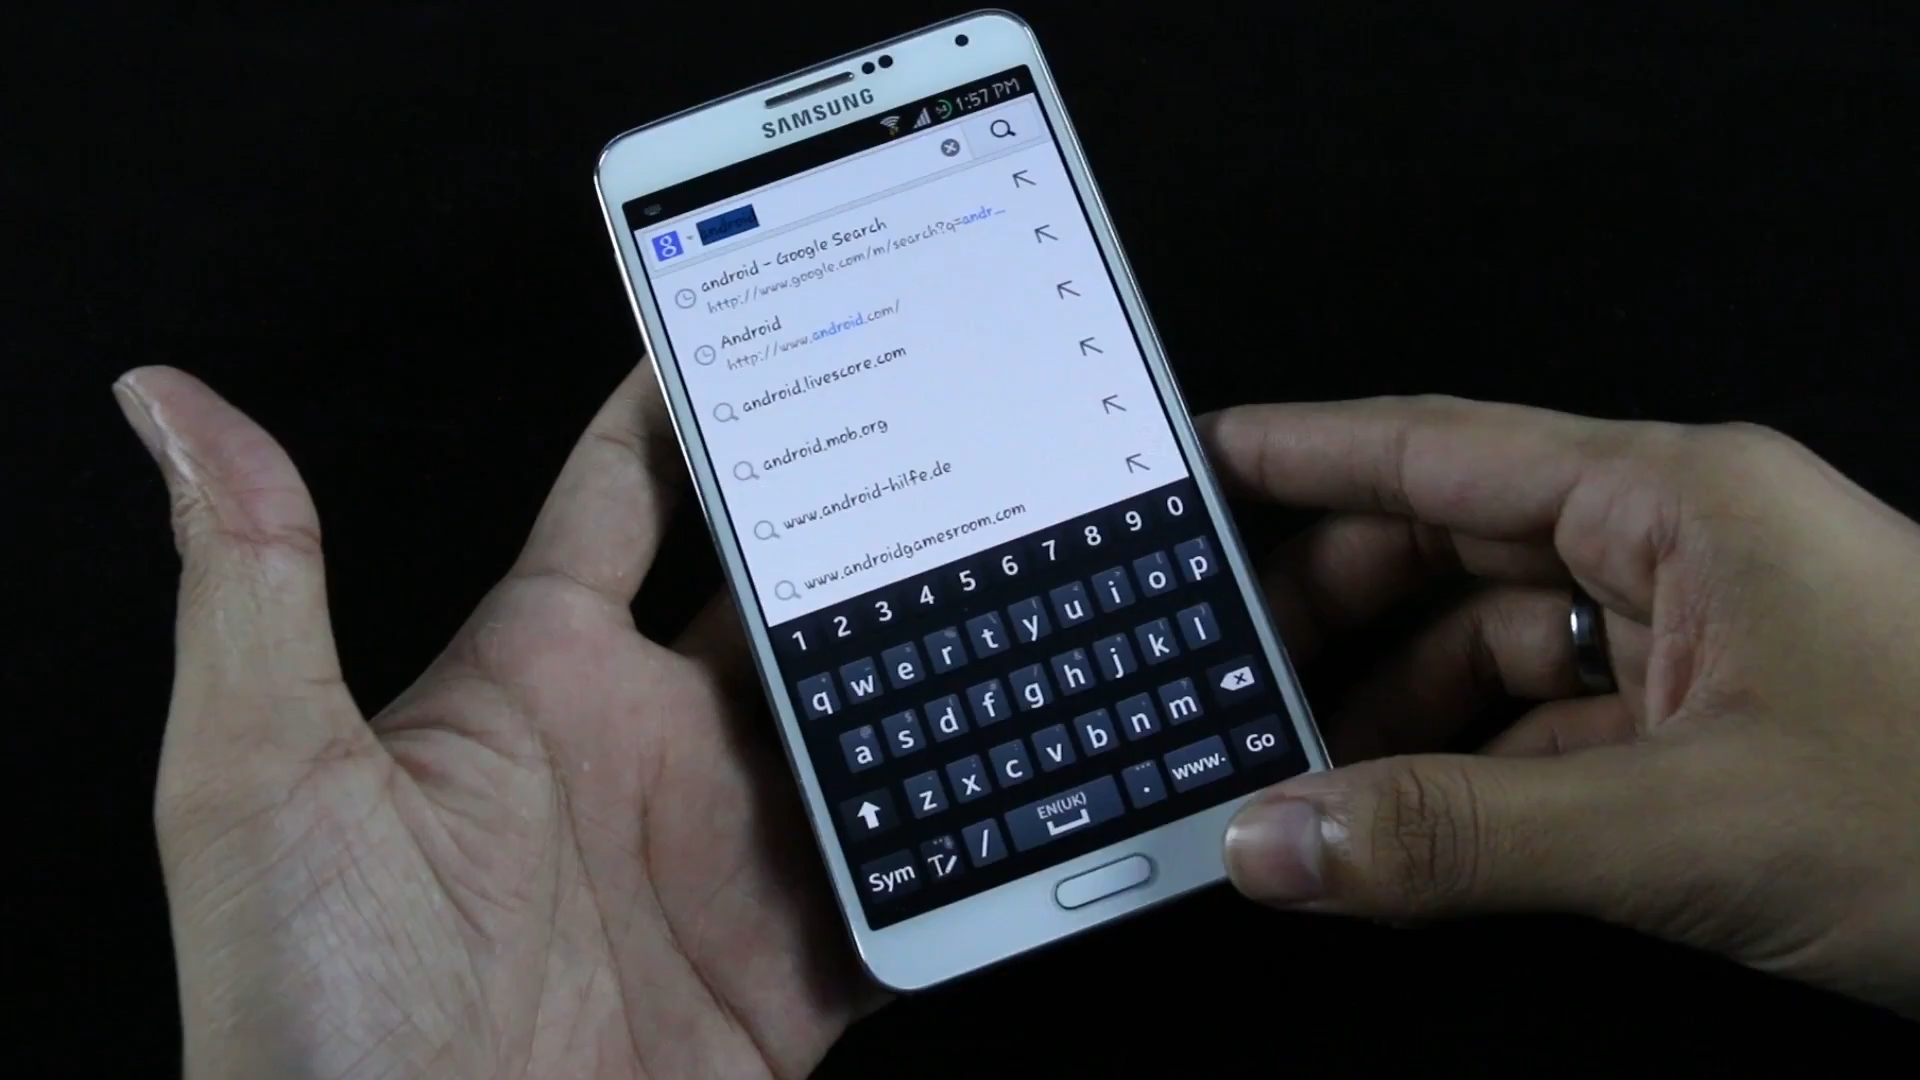 SAMSUNG
54 1:57 PM
g android
android - Google Search
http://www.google.com/m/search?q=andr...
Android
http://www.android.com/
android.livescore.com
android.mob.org
www.android-hilfe.de
www.androidgamesroom.com
1 2 3 4 5 6 7 8 9 0
q w e r t y u i o p
a s d f g h j k l
z x c v b n m
Sym T / EN(UK) . www. Go